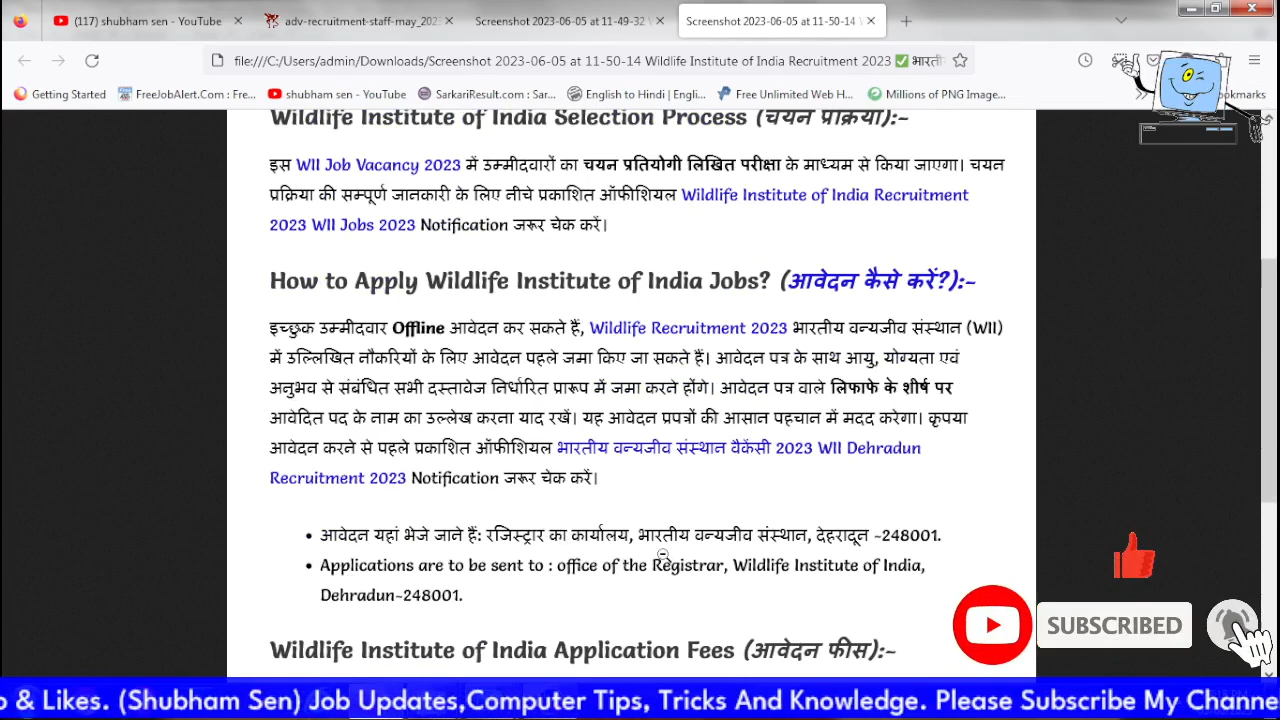 (117) shubham sen - YouTube
adv-recruitment-staff-may_202
Screenshot 2023-06-05 at 11-49-32 V
Screenshot 2023-06-05 at 11-50-14 W
file:///C:/Users/admin/Downloads/Screenshot 2023-06-05 at 11-50-14 Wildlife Institute of India Recruitment 2023 ✅ भारती
Getting Started
FreeJobAlert.Com : Fre...
shubham sen - YouTube
SarkariResult.com : Sar...
English to Hindi | Engli...
Free Unlimited Web H...
Millions of PNG Image...
Wildlife Institute of India Selection Process (चयन प्रक्रिया):-
इस WII Job Vacancy 2023 में उम्मीदवारों का चयन प्रतियोगी लिखित परीक्षा के माध्यम से किया जाएगा। चयन
प्रक्रिया की सम्पूर्ण जानकारी के लिए नीचे प्रकाशित ऑफीशियल Wildlife Institute of India Recruitment
2023 WII Jobs 2023 Notification जरूर चेक करें।
How to Apply Wildlife Institute of India Jobs? (आवेदन कैसे करें?):-
इच्छुक उम्मीदवार Offline आवेदन कर सकते हैं, Wildlife Recruitment 2023 भारतीय वन्यजीव संस्थान (WII)
में उल्लिखित नौकरियों के लिए आवेदन पहले जमा किए जा सकते हैं। आवेदन पत्र के साथ आयु, योग्यता एवं
अनुभव से संबंधित सभी दस्तावेज निर्धारित प्रारूप में जमा करने होंगे। आवेदन पत्र वाले लिफाफे के शीर्ष पर
आवेदित पद के नाम का उल्लेख करना याद रखें। यह आवेदन प्रपत्रों की आसान पहचान में मदद करेगा। कृपया
आवेदन करने से पहले प्रकाशित ऑफीशियल भारतीय वन्यजीव संस्थान वैकेंसी 2023 WII Dehradun
Recruitment 2023 Notification जरूर चेक करें।
• आवेदन यहां भेजे जाने हैं: रजिस्ट्रार का कार्यालय, भारतीय वन्यजीव संस्थान, देहरादून ~248001.
• Applications are to be sent to : office of the Registrar, Wildlife Institute of India,
Dehradun~248001.
SUBSCRIBED
Wildlife Institute of India Application Fees (आवेदन फीस):-
o & Likes. (Shubham Sen) Job Updates,Computer Tips, Tricks And Knowledge. Please Subscribe My Channe